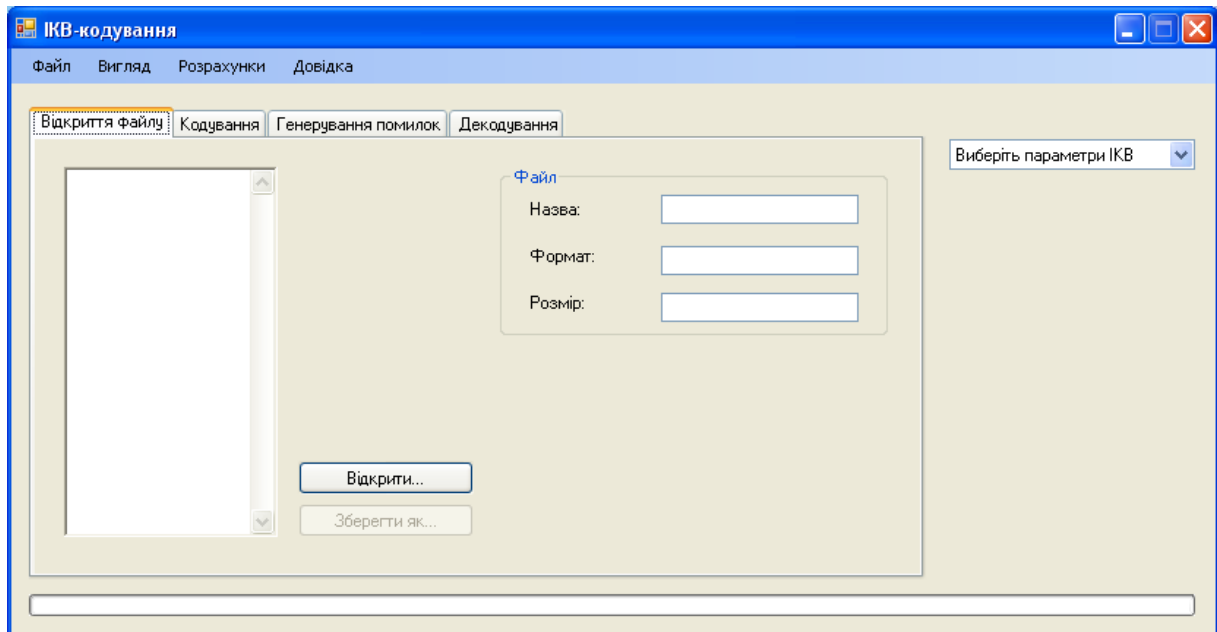 ІКВ-кодування
Файл Вигляд Розрахунки Довідка
Відкриття файлу Кодування Генерування помилок Декодування
Виберіть параметри ІКВ
Файл
Назва:
Формат:
Розмір:
Відкрити...
Зберегти як...